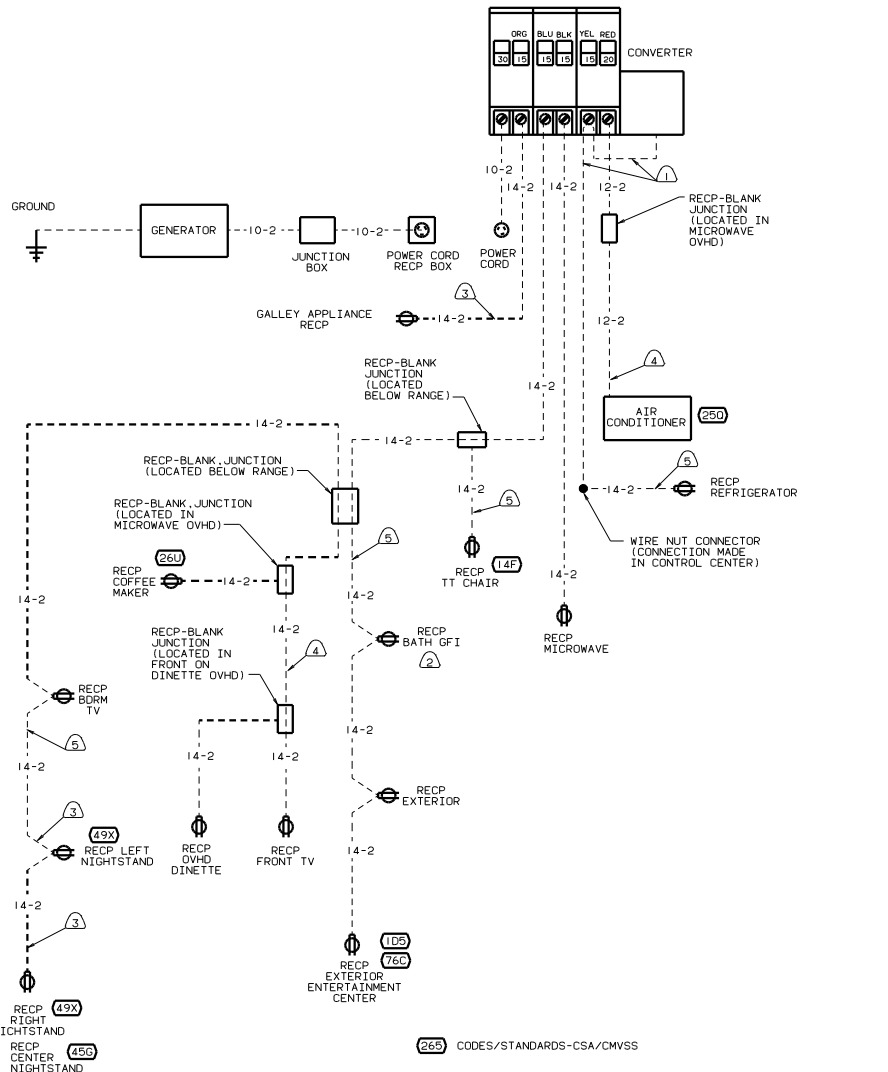 ORG BLU BLK YEL RED
30 15 15 15 15 20
CONVERTER
10-2
14-2
14-2
12-2
1
RECP-BLANK
JUNCTION
(LOCATED IN
MICROWAVE
OVHD)
GROUND
GENERATOR
10-2
JUNCTION
BOX
10-2
POWER CORD
RECP BOX
POWER
CORD
3
GALLEY APPLIANCE
RECP
14-2
12-2
4
RECP-BLANK
JUNCTION
(LOCATED
BELOW RANGE)
14-2
AIR
CONDITIONER
25Q
14-2
14-2
RECP-BLANK,JUNCTION
(LOCATED BELOW RANGE)
14-2
5
14-2
5
RECP
REFRIGERATOR
RECP-BLANK,JUNCTION
(LOCATED IN
MICROWAVE OVHD)
5
WIRE NUT CONNECTOR
(CONNECTION MADE
IN CONTROL CENTER)
26U
RECP
COFFEE
MAKER
14-2
RECP
TT CHAIR
14F
14-2
14-2
14-2
14-2
RECP-BLANK
JUNCTION
(LOCATED IN
FRONT ON
DINETTE OVHD)
4
RECP
BATH GFI
2
RECP
MICROWAVE
RECP
BDRM
TV
5
14-2
14-2
14-2
14-2
RECP
EXTERIOR
3
49X
RECP LEFT
NIGHTSTAND
RECP
OVHD
DINETTE
RECP
FRONT TV
14-2
14-2
3
1D5
76C
RECP
EXTERIOR
ENTERTAINMENT
CENTER
RECP
RIGHT
ICHTSTAND
49X
RECP
CENTER
NIGHTSTAND
45G
265 CODES/STANDARDS-CSA/CMVSS